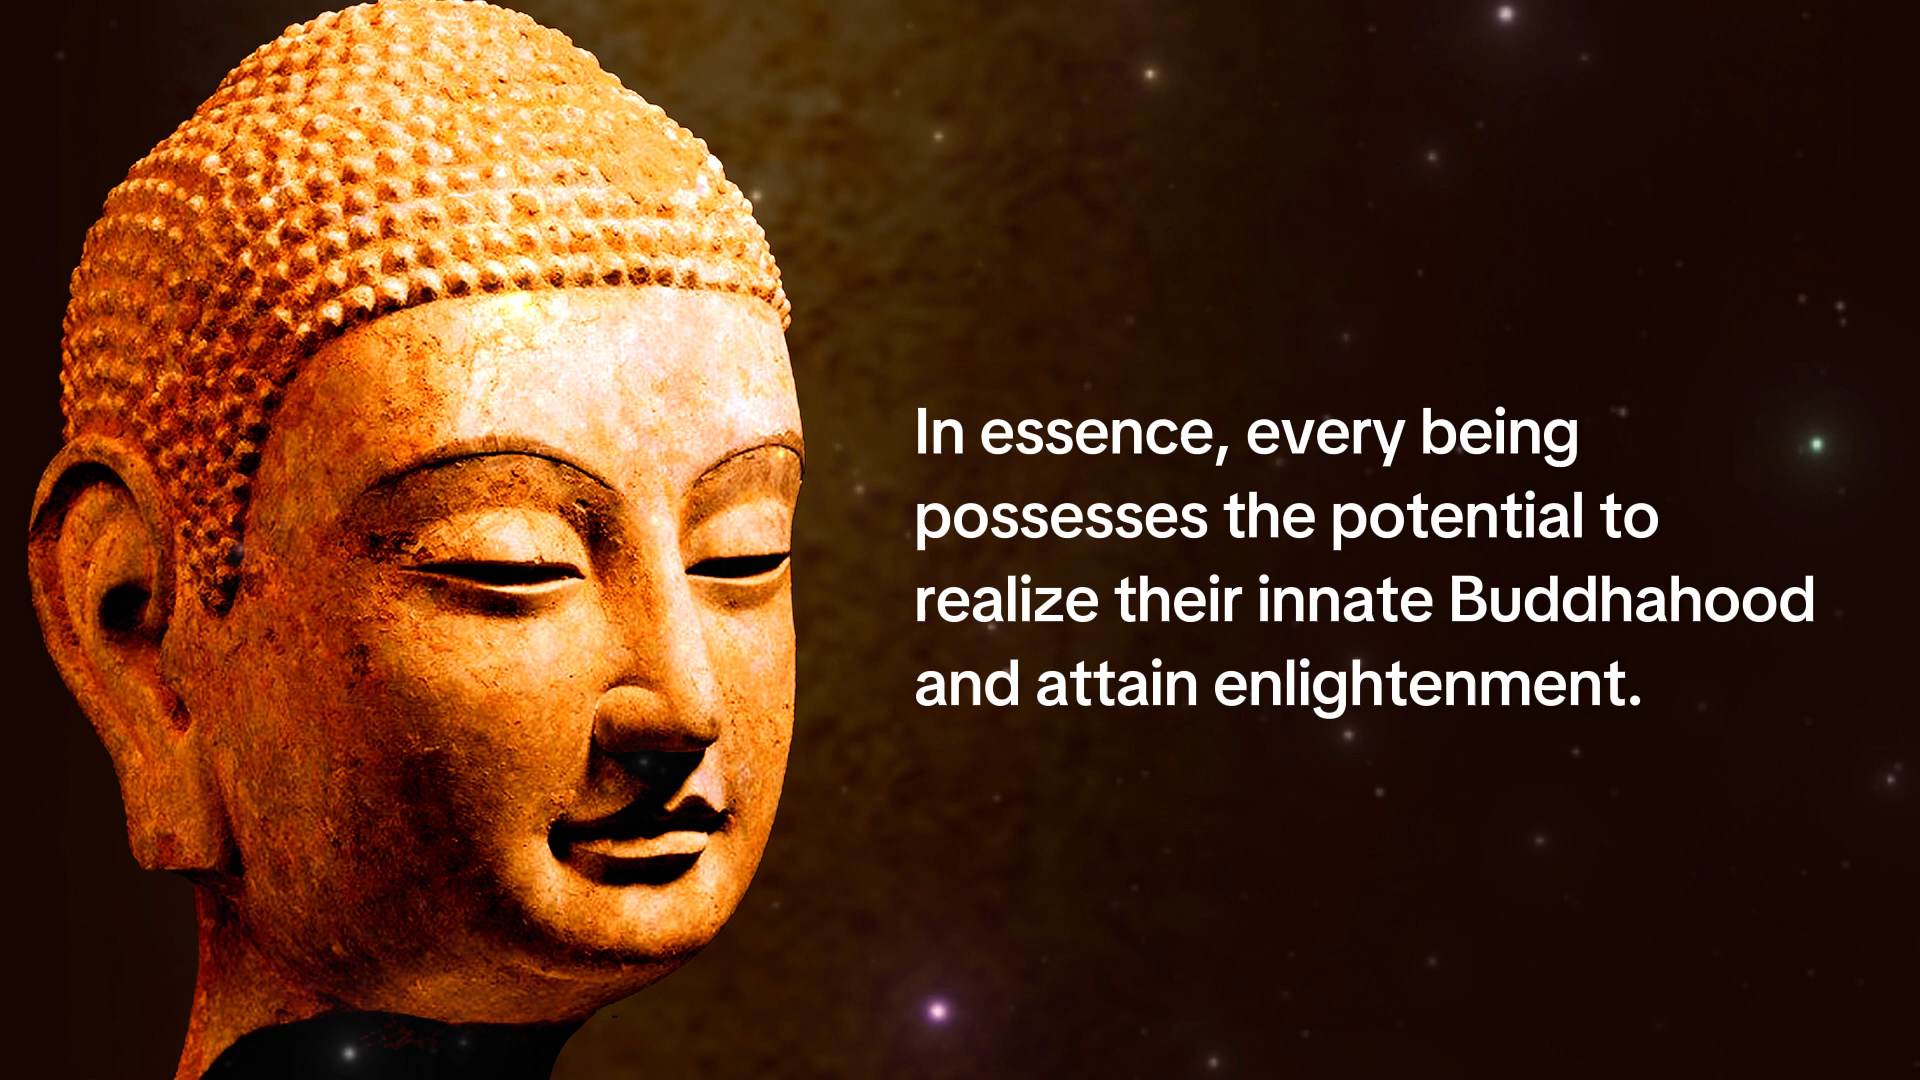 In essence, every being
possesses the potential to
realize their innate Buddhahood
and attain enlightenment.